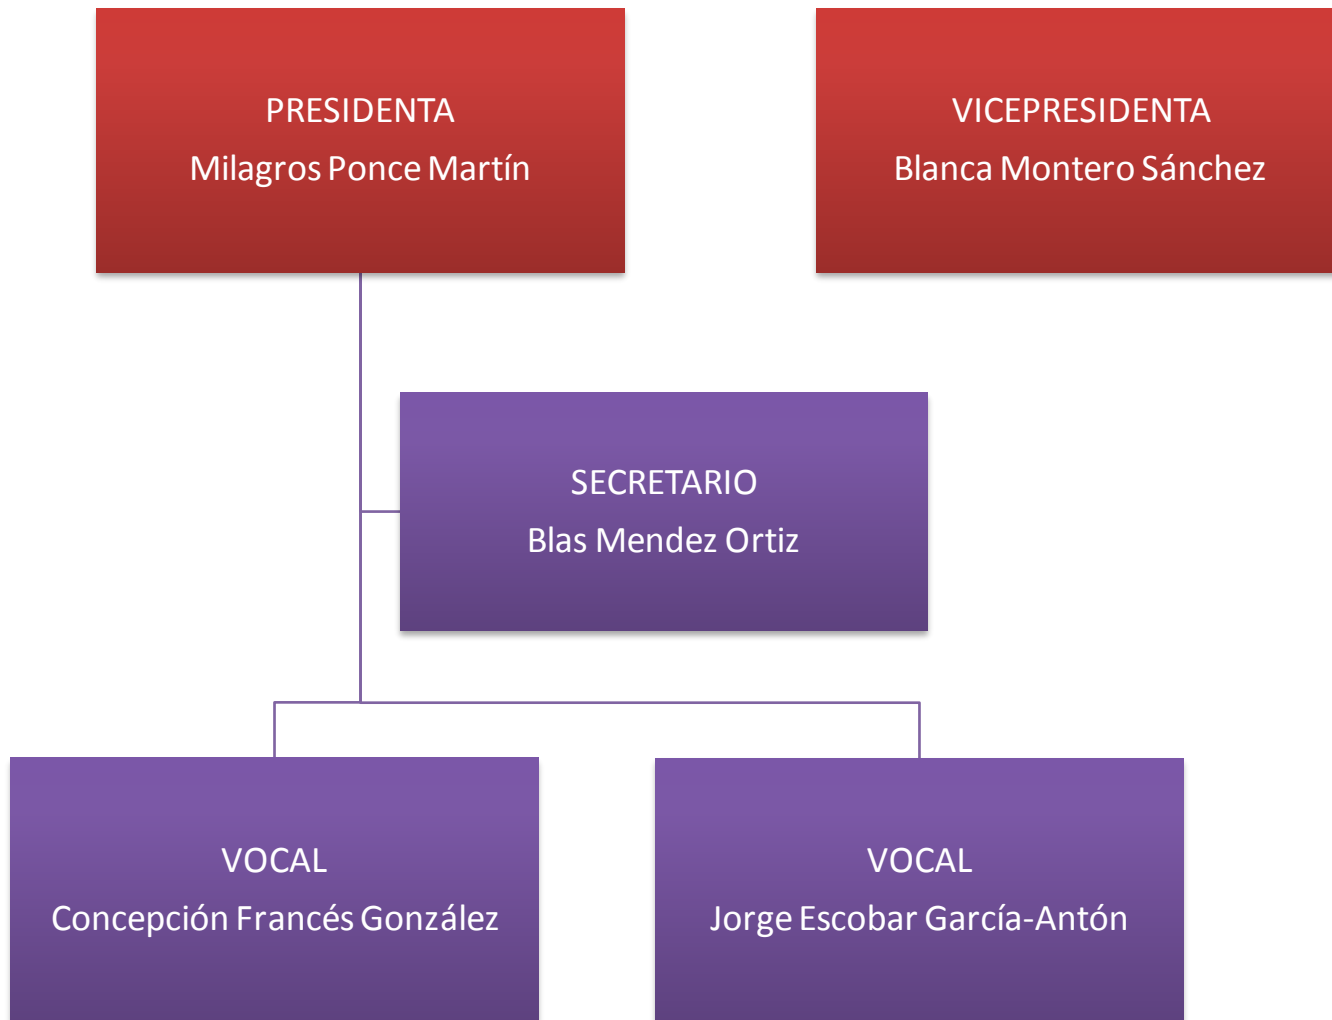 PRESIDENTA
Milagros Ponce Martín
VICEPRESIDENTA
Blanca Montero Sánchez
SECRETARIO
Blas Mendez Ortiz
VOCAL
Concepción Francés González
VOCAL
Jorge Escobar García-Antón